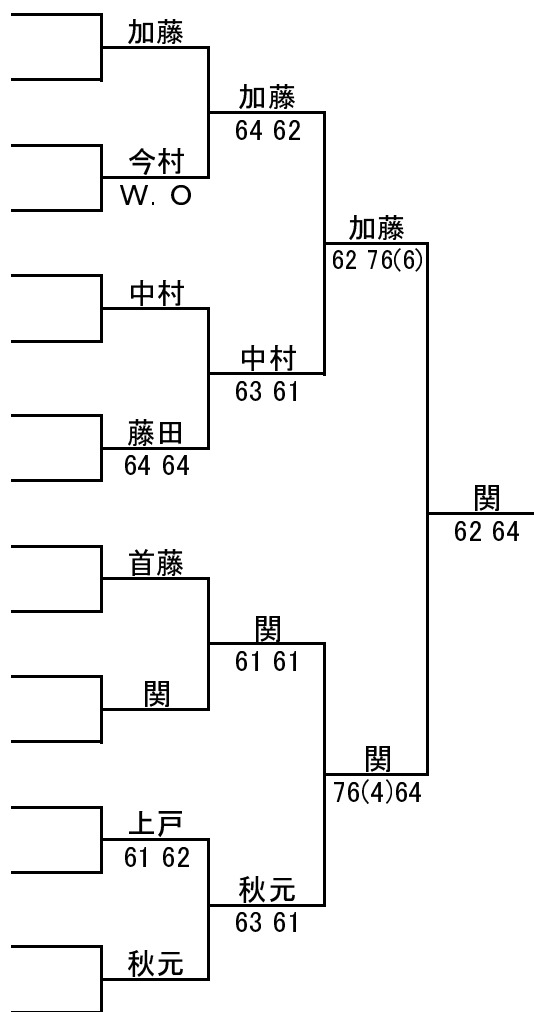 加藤
加藤
64 62
今村
W．O
加藤
62 76(6)
中村
中村
63 61
藤田
64 64
関
62 64
首藤
関
61 61
関
関
76(4)64
上戸
61 62
秋元
63 61
秋元